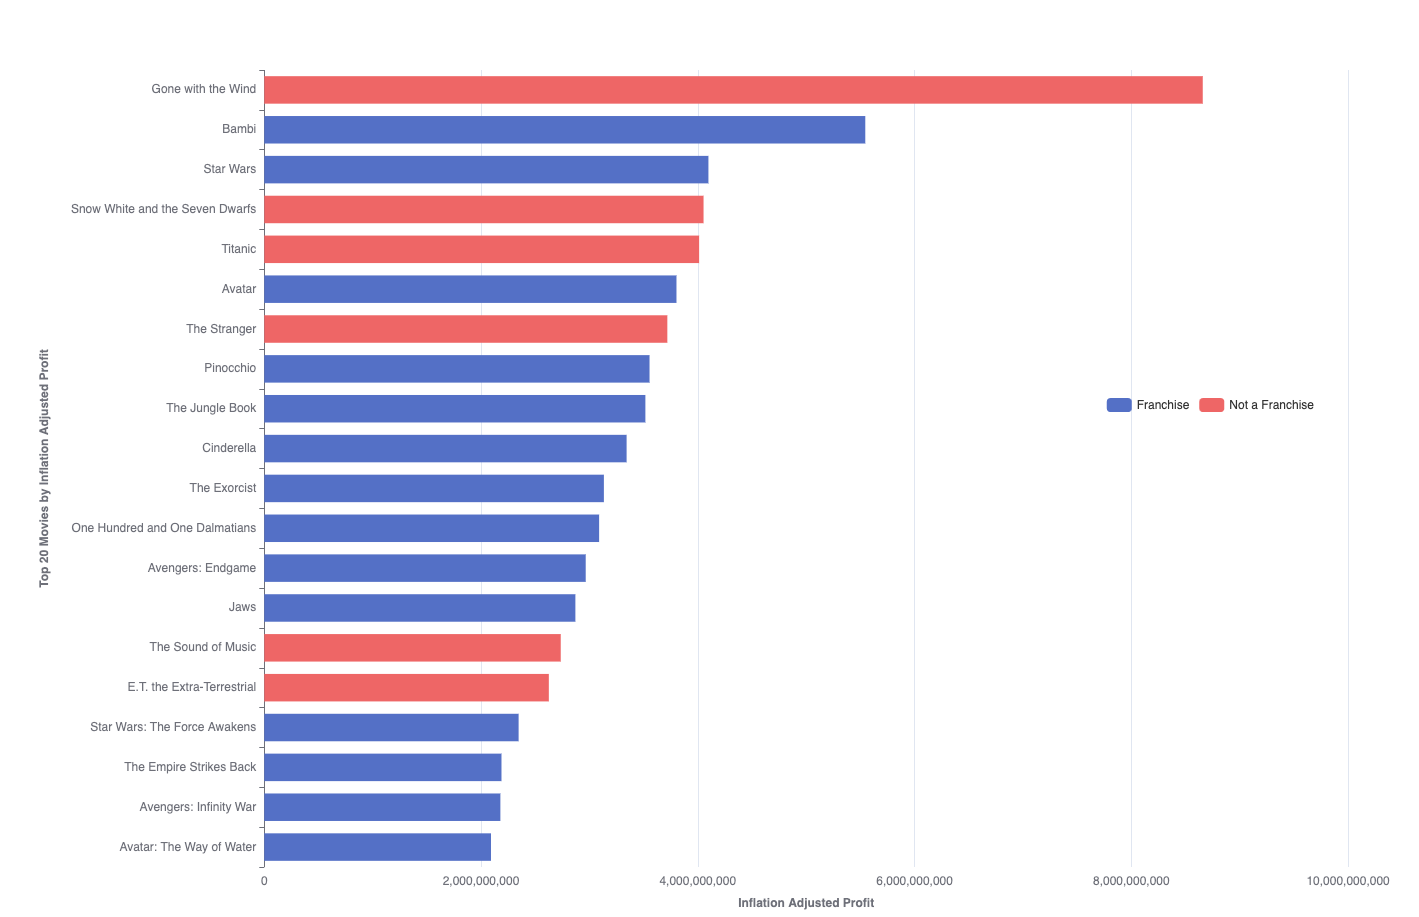 Gone with the Wind
Bambi
Star Wars
Snow White and the Seven Dwarfs
Titanic
Avatar
The Stranger
Pinocchio
The Jungle Book
Cinderella
The Exorcist
One Hundred and One Dalmatians
Avengers: Endgame
Jaws
The Sound of Music
E.T. the Extra-Terrestrial
Star Wars: The Force Awakens
The Empire Strikes Back
Avengers: Infinity War
Avatar: The Way of Water
Top 20 Movies by Inflation Adjusted Profit
Franchise Not a Franchise
0 2,000,000,000 4,000,000,000 6,000,000,000 8,000,000,000 10,000,000,000
Inflation Adjusted Profit